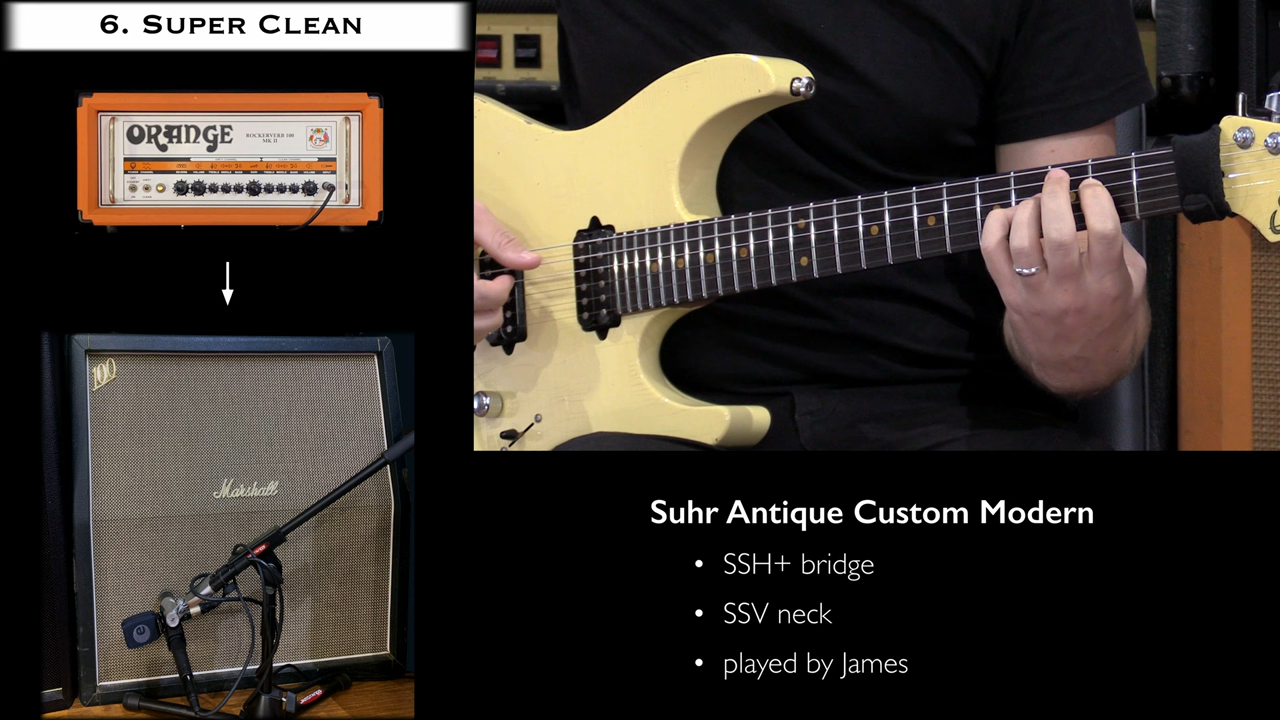 6. SUPER CLEAN
ORANGE
ROCKERVERB 100
MK II
100
Marshall
Suhr Antique Custom Modern
• SSH+ bridge
• SSV neck
• played by James